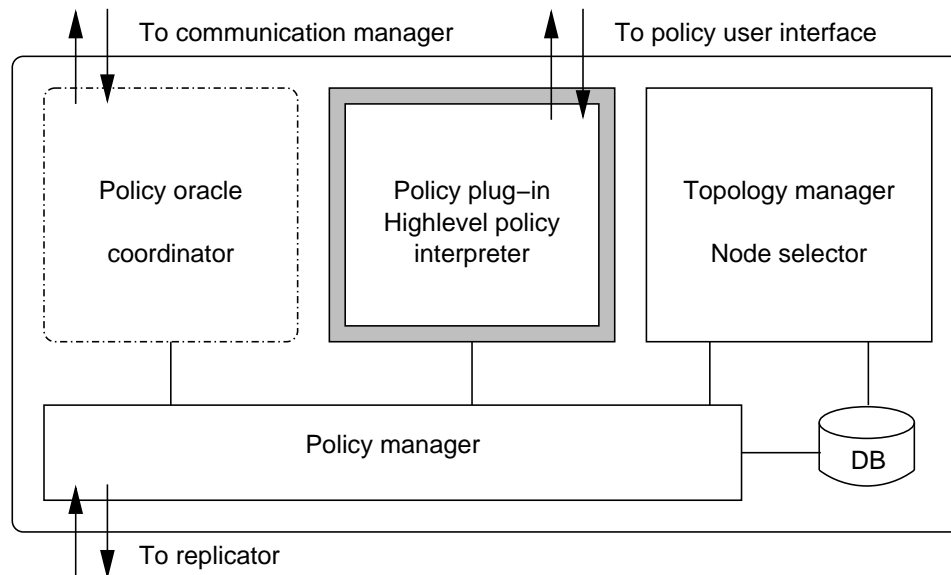 To communication manager
To policy user interface
Policy oracle
coordinator
Policy plug−in
Highlevel policy
interpreter
Topology manager
Node selector
Policy manager
DB
To replicator